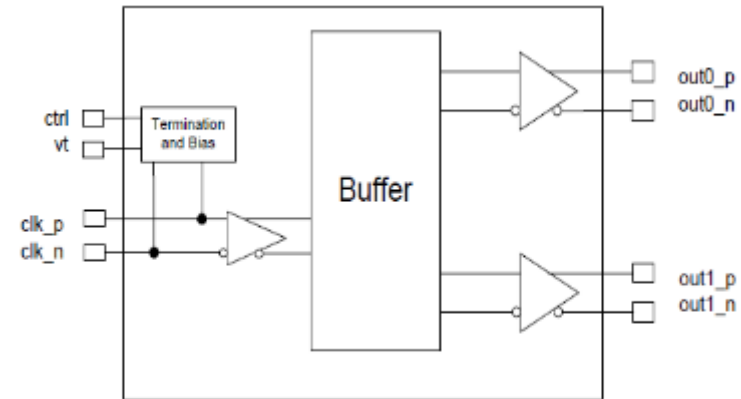 ctrl
vt
clk_p
clk_n
Termination
and Bias
Buffer
out0_p
out0_n
out1_p
out1_n